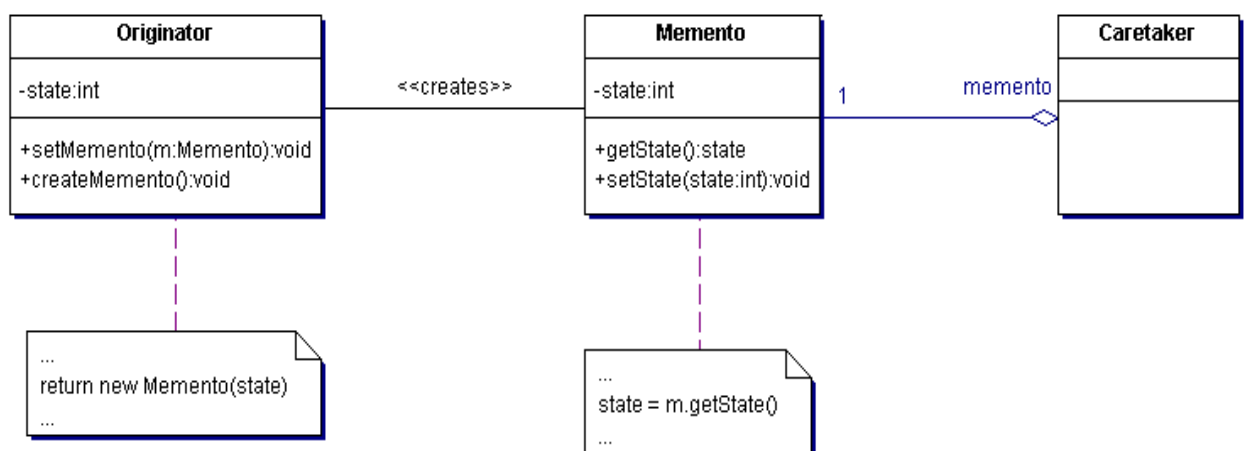 Originator
-state:int
+setMemento(m:Memento):void
+createMemento():void
<<creates>>
Memento
-state:int
+getState():state
+setState(state:int):void
1
memento
Caretaker
...
return new Memento(state)
...
...
state = m.getState()
...